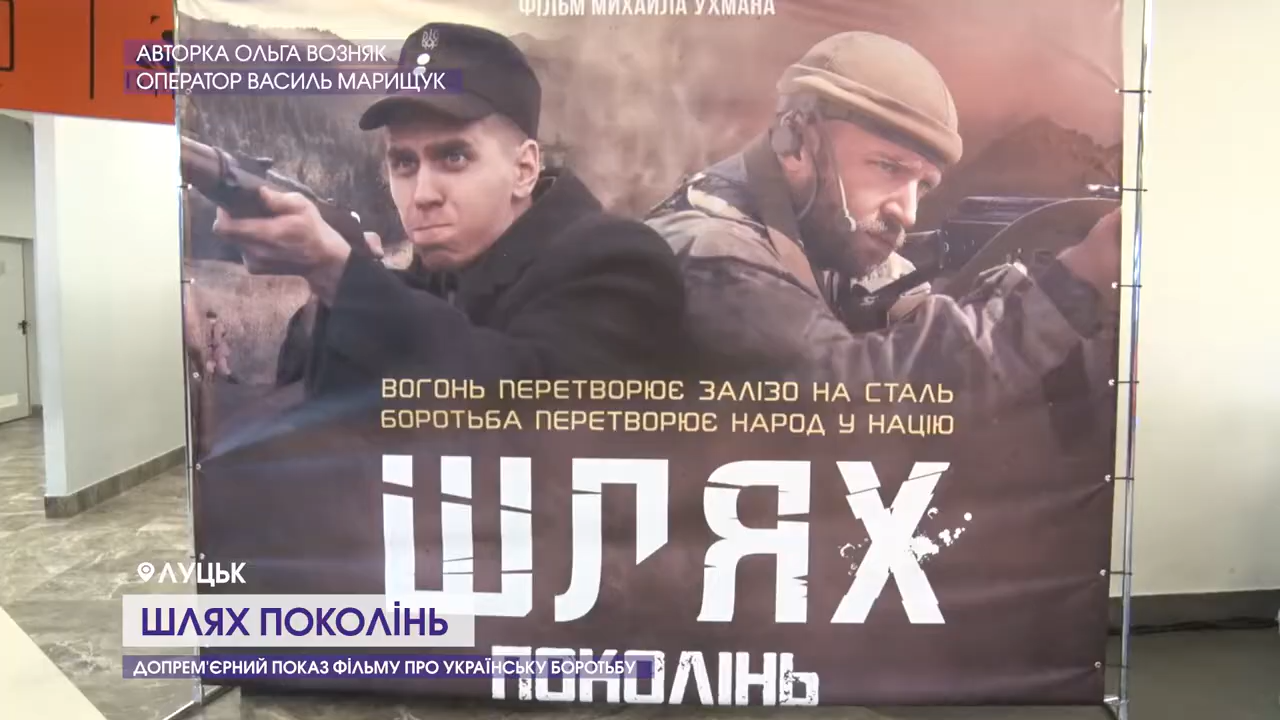 ФІЛЬМ МИХАЙЛА УХМАНА
АВТОРКА ОЛЬГА ВОЗНЯК
ОПЕРАТОР ВАСИЛЬ МАРИЩУК
ВОГОНЬ ПЕРЕТВОРЮЄ ЗАЛІЗО НА СТАЛЬ
БОРОТЬБА ПЕРЕТВОРЮЄ НАРОД У НАЦІЮ
ШЛЯХ
ПОКОЛІНЬ
ЛУЦЬК
ШЛЯХ ПОКОЛІНЬ
ДОПРЕМ'ЄРНИЙ ПОКАЗ ФІЛЬМУ ПРО УКРАЇНСЬКУ БОРОТЬБУ